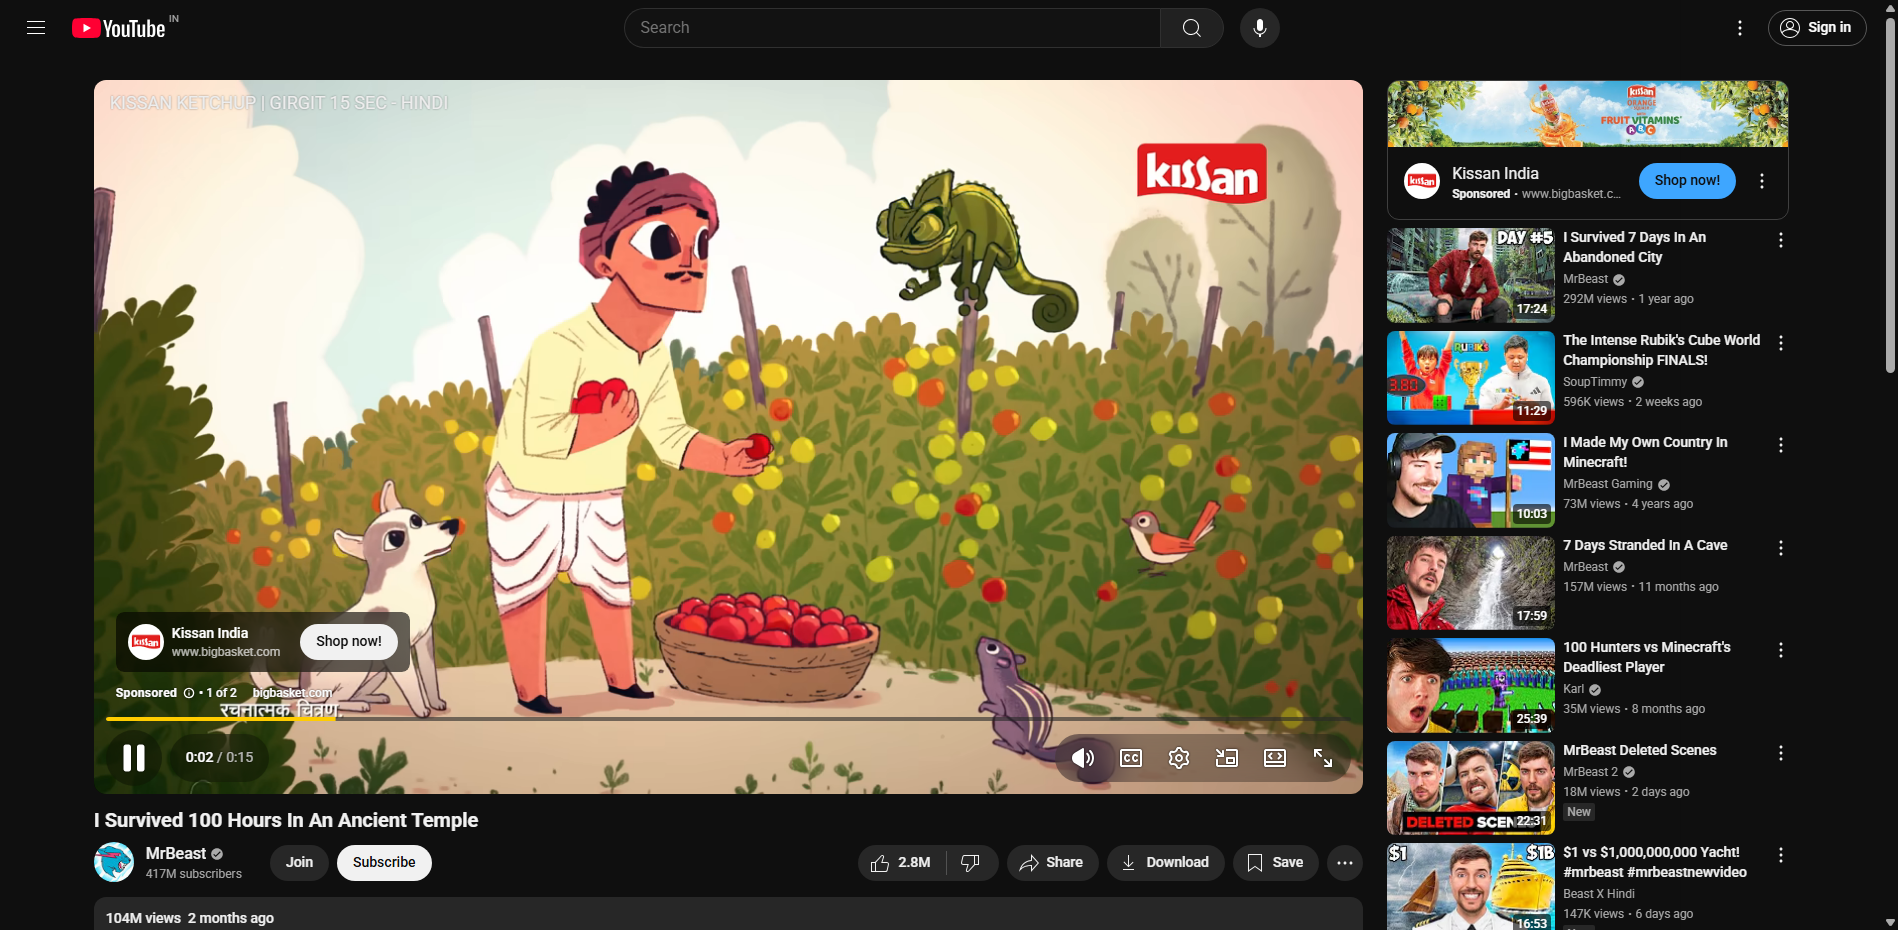 YouTube IN
Search
Sign in
KISSAN KETCHUP | GIRGIT 15 SEC - HINDI
kissan
Kissan India
www.bigbasket.com
Shop now!
Sponsored • 1 of 2 bigbasket.com
रचनात्मक चित्रण.
0:02 / 0:15
CC
I Survived 100 Hours In An Ancient Temple
MrBeast
417M subscribers
Join
Subscribe
2.8M
Share
Download
Save
104M views 2 months ago
kissan
ORANGE
FRUIT VITAMINS*
A B C
kissan
Kissan India
Sponsored • www.bigbasket.c...
Shop now!
DAY #5
17:24
I Survived 7 Days In An
Abandoned City
MrBeast
292M views • 1 year ago
RUBIK'S
3.80
11:29
The Intense Rubik's Cube World
Championship FINALS!
SoupTimmy
596K views • 2 weeks ago
10:03
I Made My Own Country In
Minecraft!
MrBeast Gaming
73M views • 4 years ago
17:59
7 Days Stranded In A Cave
MrBeast
157M views • 11 months ago
25:39
100 Hunters vs Minecraft's
Deadliest Player
Karl
35M views • 8 months ago
DELETED SCENES
22:31
MrBeast Deleted Scenes
MrBeast 2
18M views • 2 days ago
New
$1
$1B
16:53
$1 vs $1,000,000,000 Yacht!
#mrbeast #mrbeastnewvideo
Beast X Hindi
147K views • 6 days ago